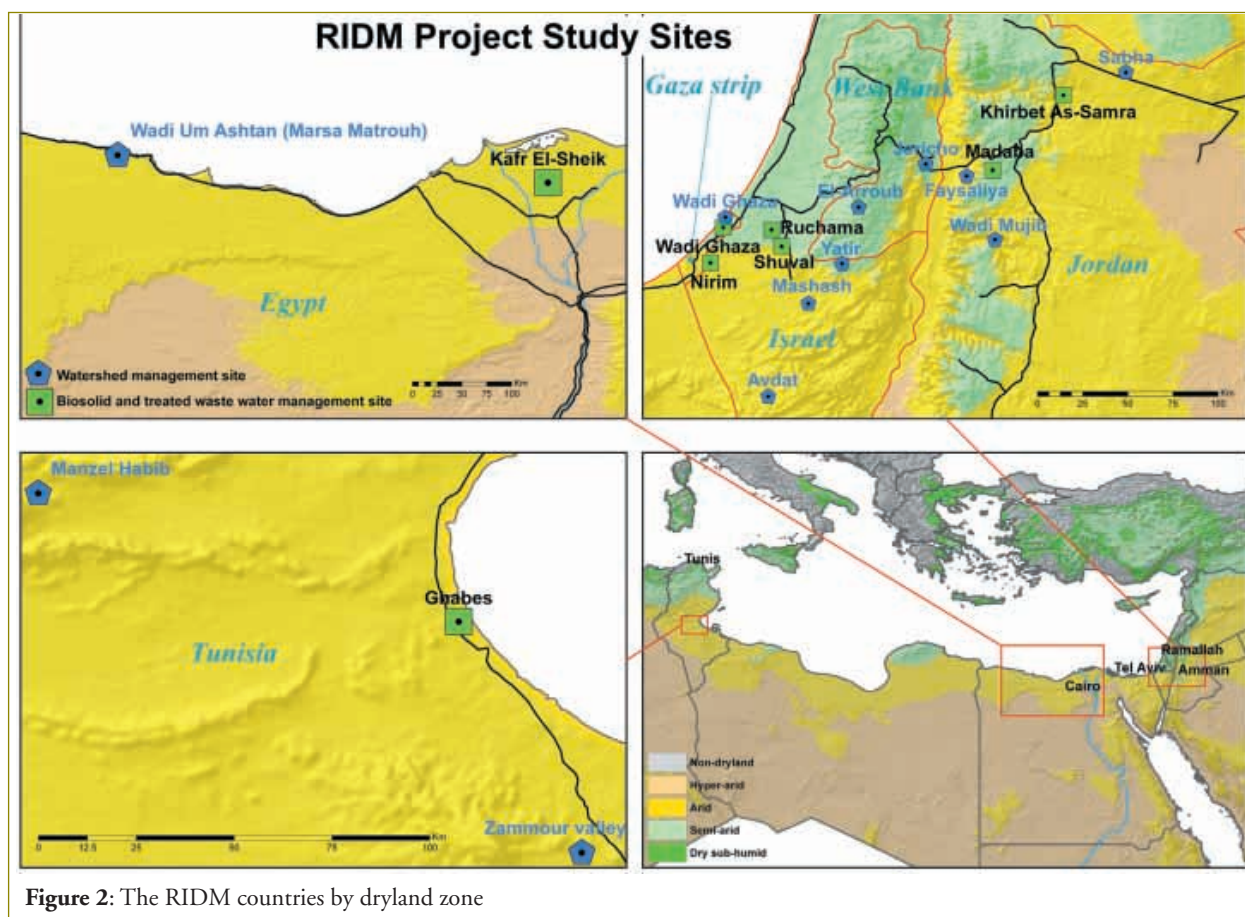 RIDM Project Study Sites
Wadi Um Ashtan (Marsa Matrouh)
Kafr El-Sheik
Egypt
Watershed management site
Biosolid and treated waste water management site
0 25 50 75 100 Km
Gaza strip
West Bank
Sabha
Khirbet As-Samra
Jericho
Madaba
Faysaliya
El Arroub
Wadi Ghaza
Ruchama
Wadi Mujib
Wadi Ghaza
Shuval
Yatir
Nirim
Jordan
Mashash
Israel
Avdat
0 25 50 100 Km
Manzel Habib
Ghabes
Tunisia
Zammour valley
0 12.5 25 50 75 100 Km
Tunis
Ramallah
Tel Aviv
Amman
Cairo
Non-dryland
Hyper-arid
Arid
Semi-arid
Dry sub-humid
Figure 2: The RIDM countries by dryland zone